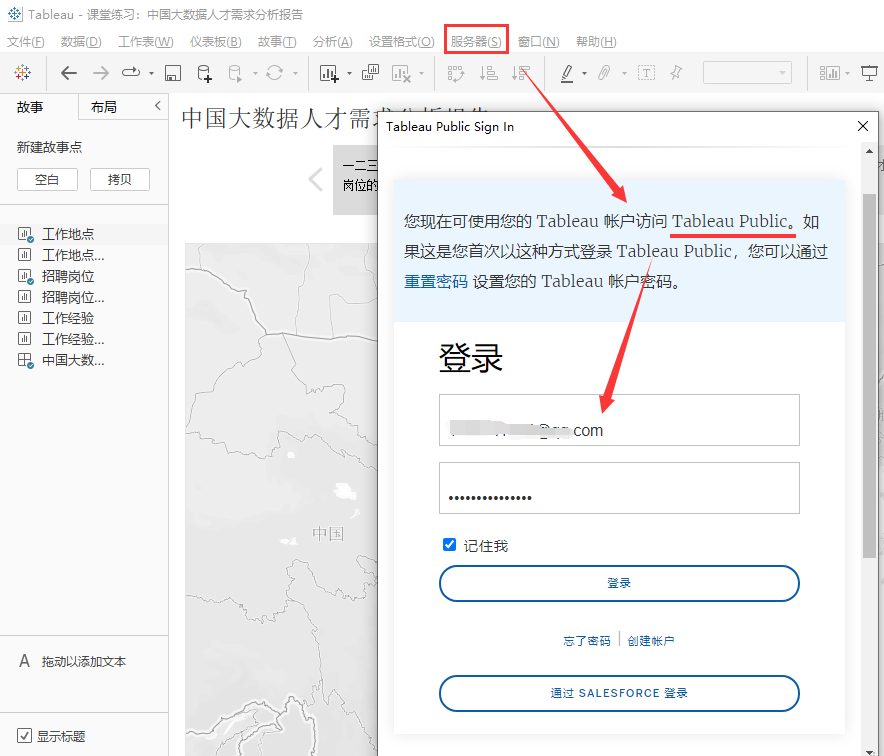 Tableau - 课堂练习：中国大数据人才需求分析报告
文件(F) 数据(D) 工作表(W) 仪表板(B) 故事(T) 分析(A) 设置格式(O) 服务器(S) 窗口(N) 帮助(H)
故事 布局
新建故事点
空白 拷贝
工作地点
工作地点...
招聘岗位
招聘岗位...
工作经验
工作经验...
中国大数...
A 拖动以添加文本
显示标题
中国大数据人才需求分析报告
一二三
岗位的
中国
Tableau Public Sign In
您现在可使用您的 Tableau 帐户访问 Tableau Public。如
果这是您首次以这种方式登录 Tableau Public，您可以通过
重置密码 设置您的 Tableau 帐户密码。
登录
@qq.com
•••••••••••••••
记住我
登录
忘了密码 | 创建帐户
通过 SALESFORCE 登录